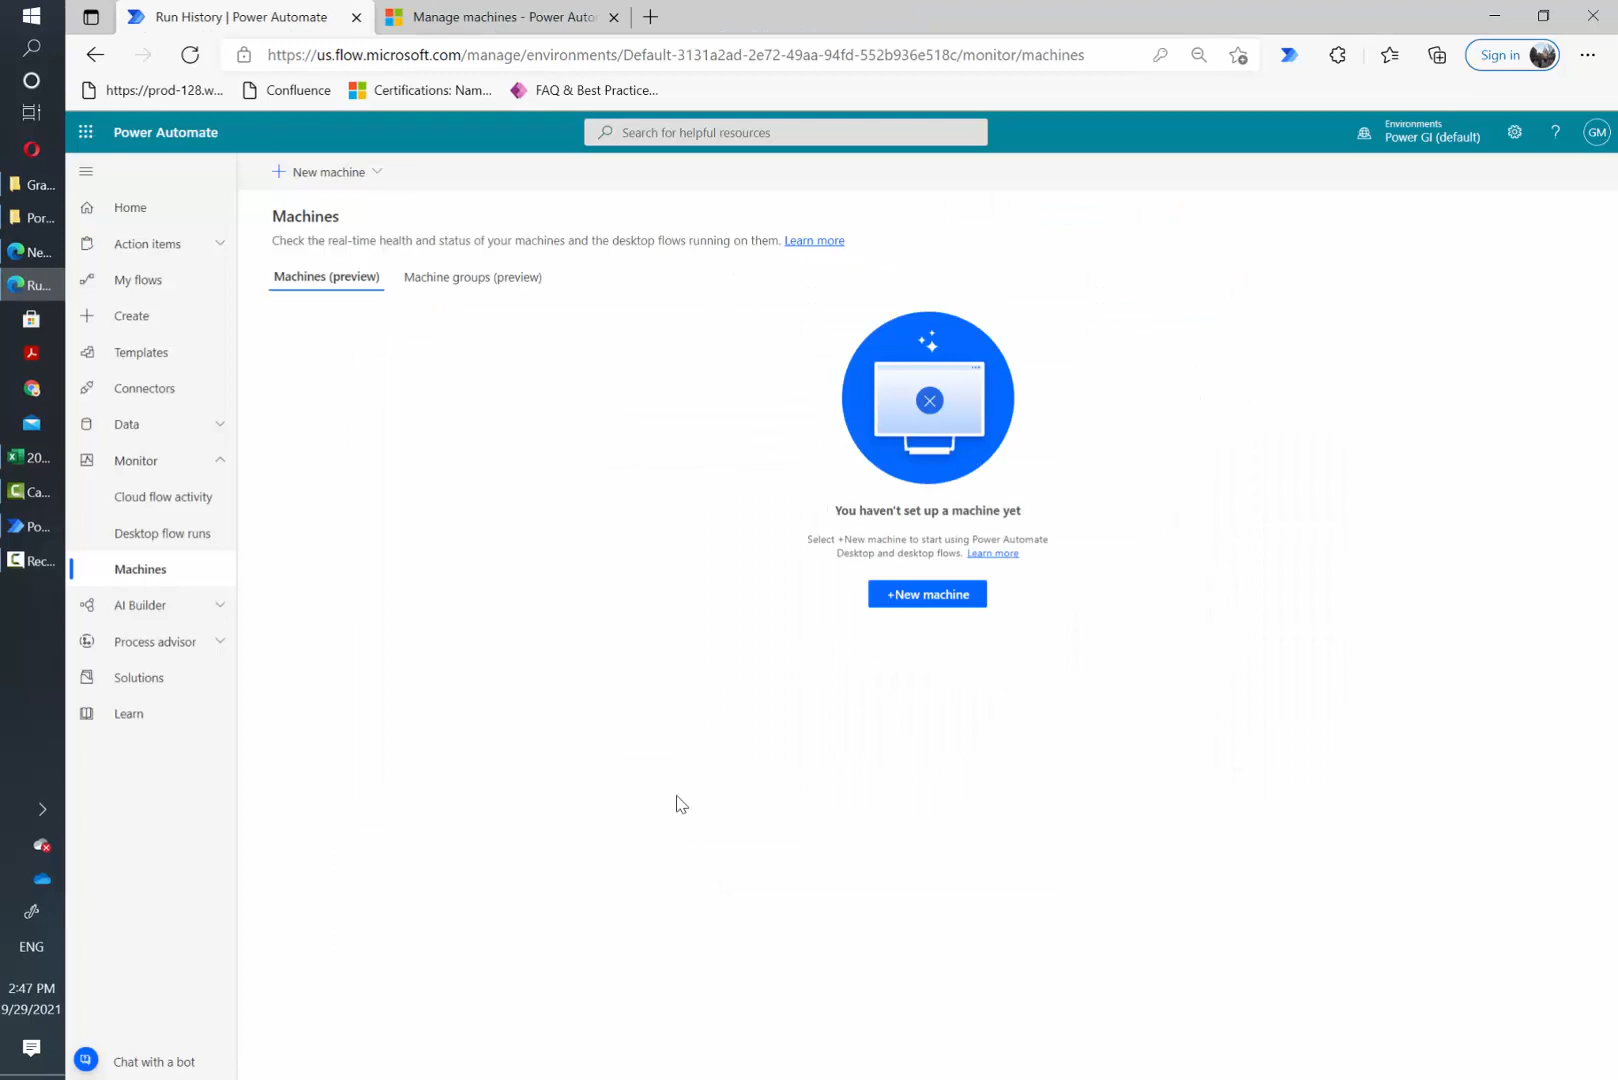 Run History | Power Automate
Manage machines - Power Auto
https://us.flow.microsoft.com/manage/environments/Default-3131a2ad-2e72-49aa-94fd-552b936e518c/monitor/machines
Sign in
https://prod-128.w...
Confluence
Certifications: Nam...
FAQ & Best Practice...
Power Automate
Search for helpful resources
Environments
Power GI (default)
GM
New machine
Home
Action items
My flows
Create
Templates
Connectors
Data
Monitor
Cloud flow activity
Desktop flow runs
Machines
AI Builder
Process advisor
Solutions
Learn
Chat with a bot
Machines
Check the real-time health and status of your machines and the desktop flows running on them. Learn more
Machines (preview)
Machine groups (preview)
You haven't set up a machine yet
Select +New machine to start using Power Automate
Desktop and desktop flows. Learn more
+New machine
Gra...
Por...
Ne...
Ru...
20...
Ca...
Po...
Rec...
ENG
2:47 PM
9/29/2021